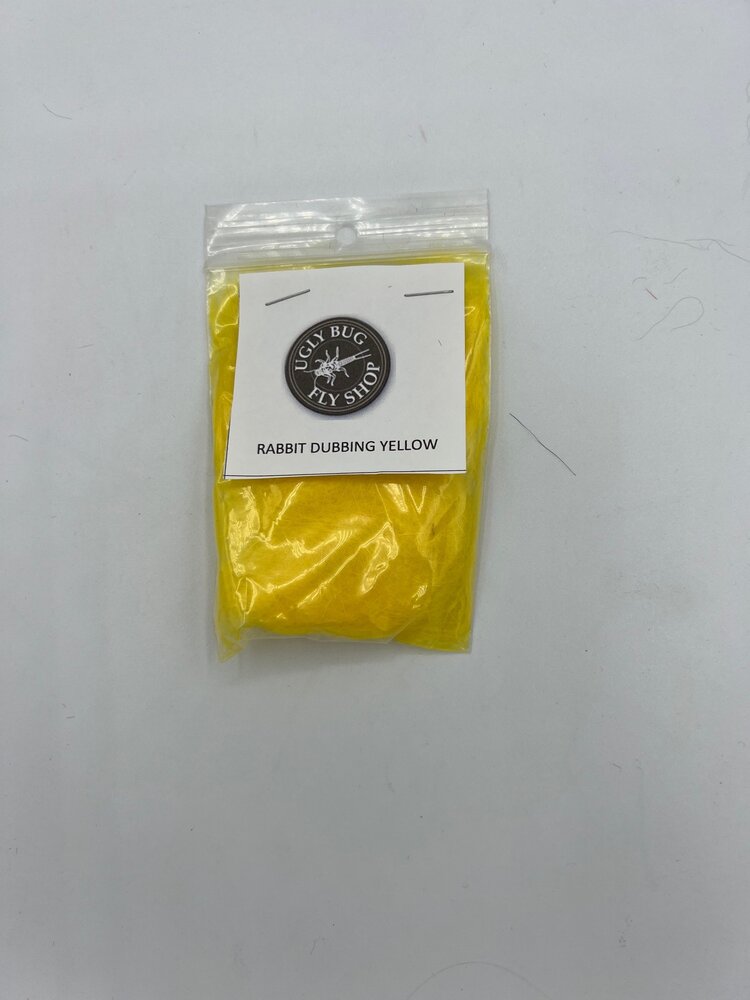 UGLY BUG
FLY SHOP
RABBIT DUBBING YELLOW